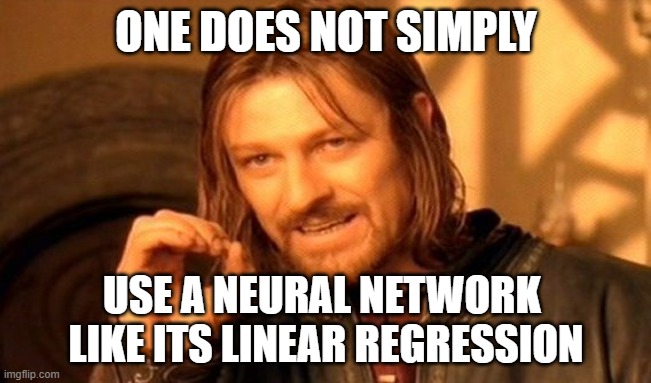 ONE DOES NOT SIMPLY
USE A NEURAL NETWORK
LIKE ITS LINEAR REGRESSION
imgflip.com